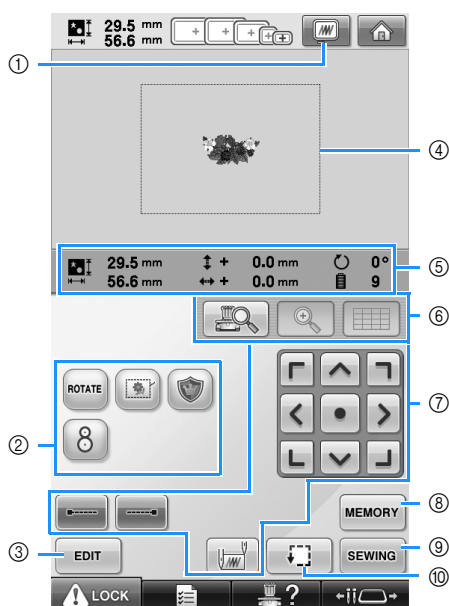 29.5 mm
56.6 mm
①
④
29.5 mm + 0.0 mm 0°
56.6 mm + 0.0 mm 9
⑤
⑥
ROTATE
8
②
⑦
MEMORY
⑧
③
EDIT
SEWING
⑨
⑩
LOCK
?